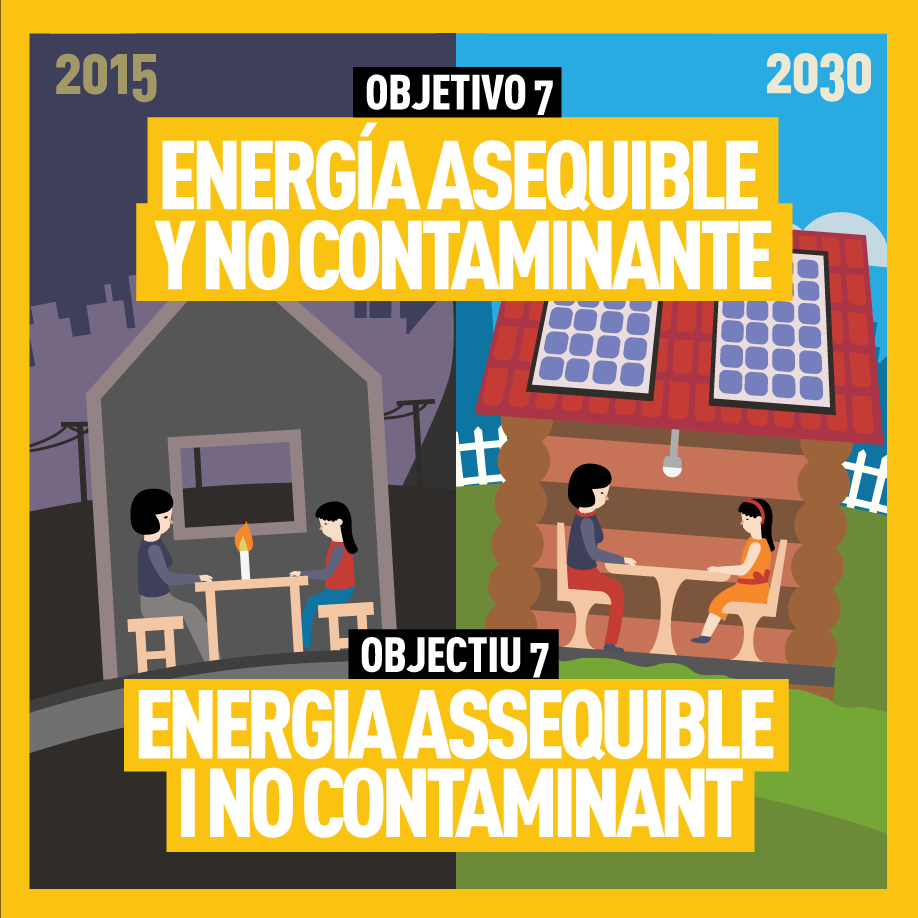 2015
2030
OBJETIVO 7
ENERGÍA ASEQUIBLE
Y NO CONTAMINANTE
OBJECTIU 7
ENERGIA ASSEQUIBLE
I NO CONTAMINANT